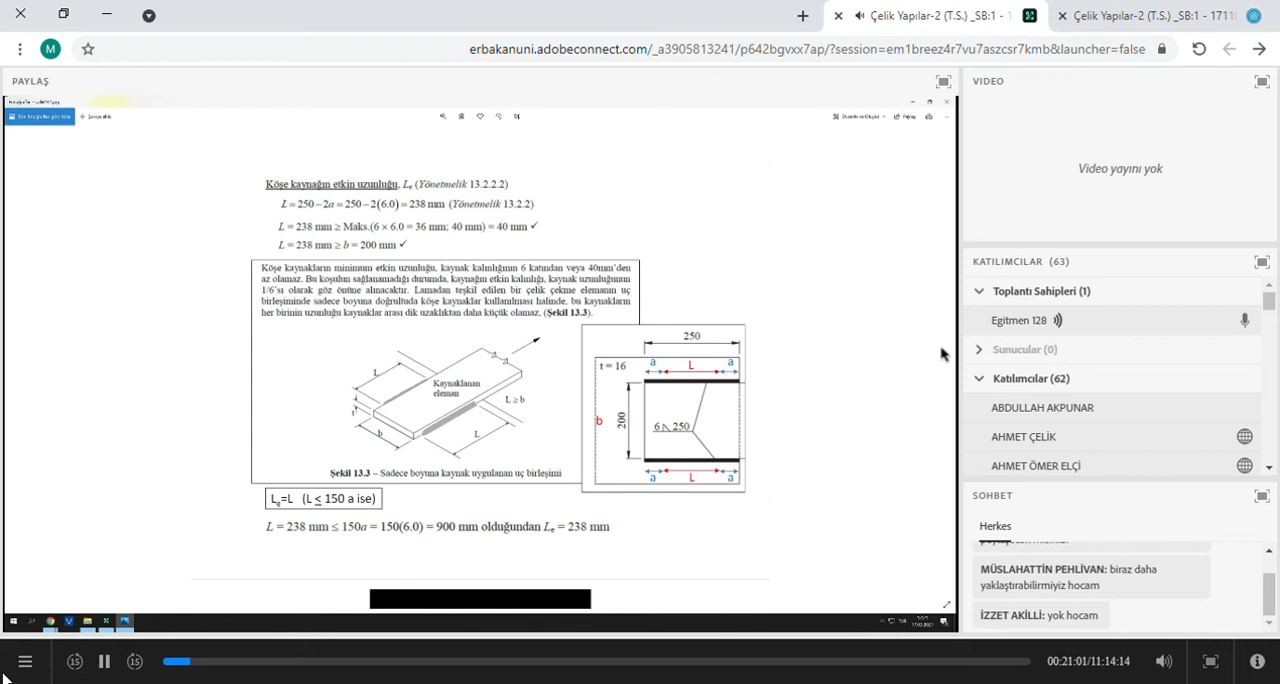 Çelik Yapılar-2 (T.S.) _SB:1 - 1
Çelik Yapılar-2 (T.S.) _SB:1 - 1711
M
erbakanuni.adobeconnect.com/_a3905813241/p642bgvxx7ap/?session=em1breez4r7vu7aszcsr7kmb&launcher=false
PAYLAŞ
Köşe kaynağın etkin uzunluğu, Le (Yönetmelik 13.2.2.2)
L = 250 – 2a = 250 – 2(6.0) = 238 mm (Yönetmelik 13.2.2)
L = 238 mm ≥ Maks.(6 × 6.0 = 36 mm; 40 mm) = 40 mm ✓
L = 238 mm ≥ b = 200 mm ✓
Köşe kaynakların minimum etkin uzunluğu, kaynak kalınlığının 6 katından veya 40mm'den
az olamaz. Bu koşulun sağlanamadığı durumda, kaynağın etkin kalınlığı, kaynak uzunluğunun
1/6'sı olarak göz önüne alınacaktır. Lamadan teşkil edilen bir çelik çekme elemanın uç
birleşiminde sadece boyuna doğrultuda köşe kaynaklar kullanılması halinde, bu kaynakların
her birinin uzunluğu kaynaklar arası dik uzaklıktan daha küçük olamaz, (Şekil 13.3).
L
Kaynaklanan
eleman
L ≥ b
t
b
L
Şekil 13.3 – Sadece boyuna kaynak uygulanan uç birleşimi
250
t = 16
a L a
b
200
6 250
a L a
Le=L (L ≤ 150 a ise)
L = 238 mm ≤ 150a = 150(6.0) = 900 mm olduğundan Le = 238 mm
VIDEO
Video yayını yok
KATILIMCILAR (63)
Toplantı Sahipleri (1)
Egitmen 128
Sunucular (0)
Katılımcılar (62)
ABDULLAH AKPUNAR
AHMET ÇELİK
AHMET ÖMER ELÇİ
SOHBET
Herkes
MÜSLAHATTİN PEHLİVAN: biraz daha
yaklaştırabilirmiyiz hocam
İZZET AKİLLİ: yok hocam
15
15
00:21:01/11:14:14